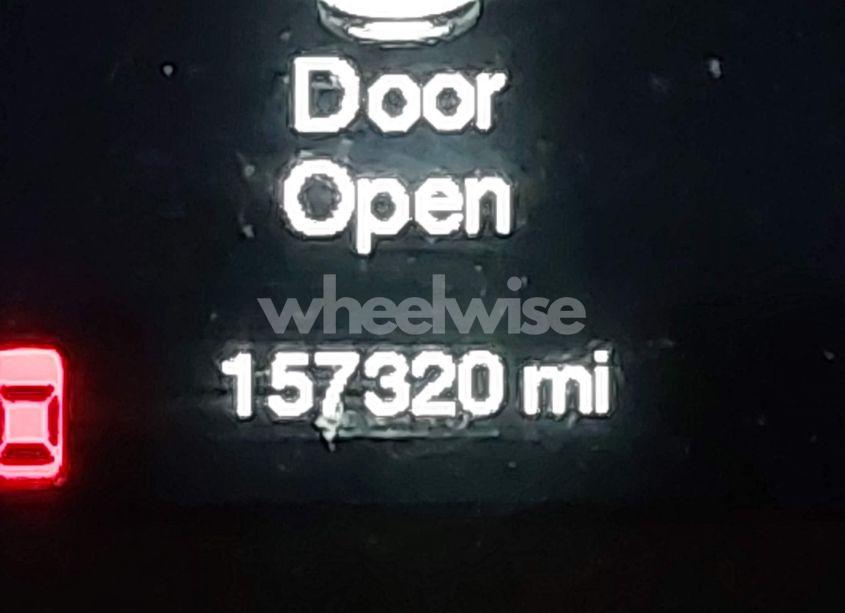 Door
Open
wheelwise
157320 mi